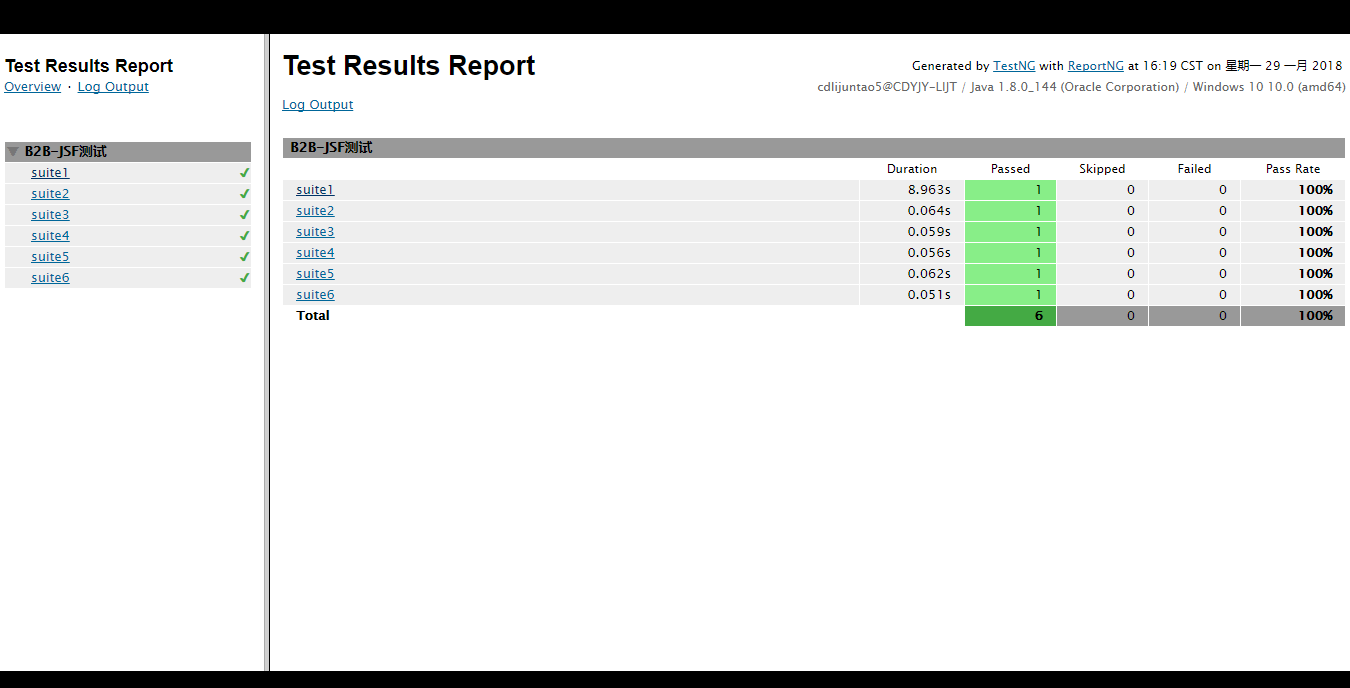 Test Results Report
Overview · Log Output
B2B-JSF测试
suite1 ✔
suite2 ✔
suite3 ✔
suite4 ✔
suite5 ✔
suite6 ✔
Test Results Report
Generated by TestNG with ReportNG at 16:19 CST on 星期一 29 一月 2018
cdlijuntao5@CDYJY-LIJT / Java 1.8.0_144 (Oracle Corporation) / Windows 10 10.0 (amd64)
Log Output
B2B-JSF测试
Duration Passed Skipped Failed Pass Rate
suite1 8.963s 1 0 0 100%
suite2 0.064s 1 0 0 100%
suite3 0.059s 1 0 0 100%
suite4 0.056s 1 0 0 100%
suite5 0.062s 1 0 0 100%
suite6 0.051s 1 0 0 100%
Total 6 0 0 100%